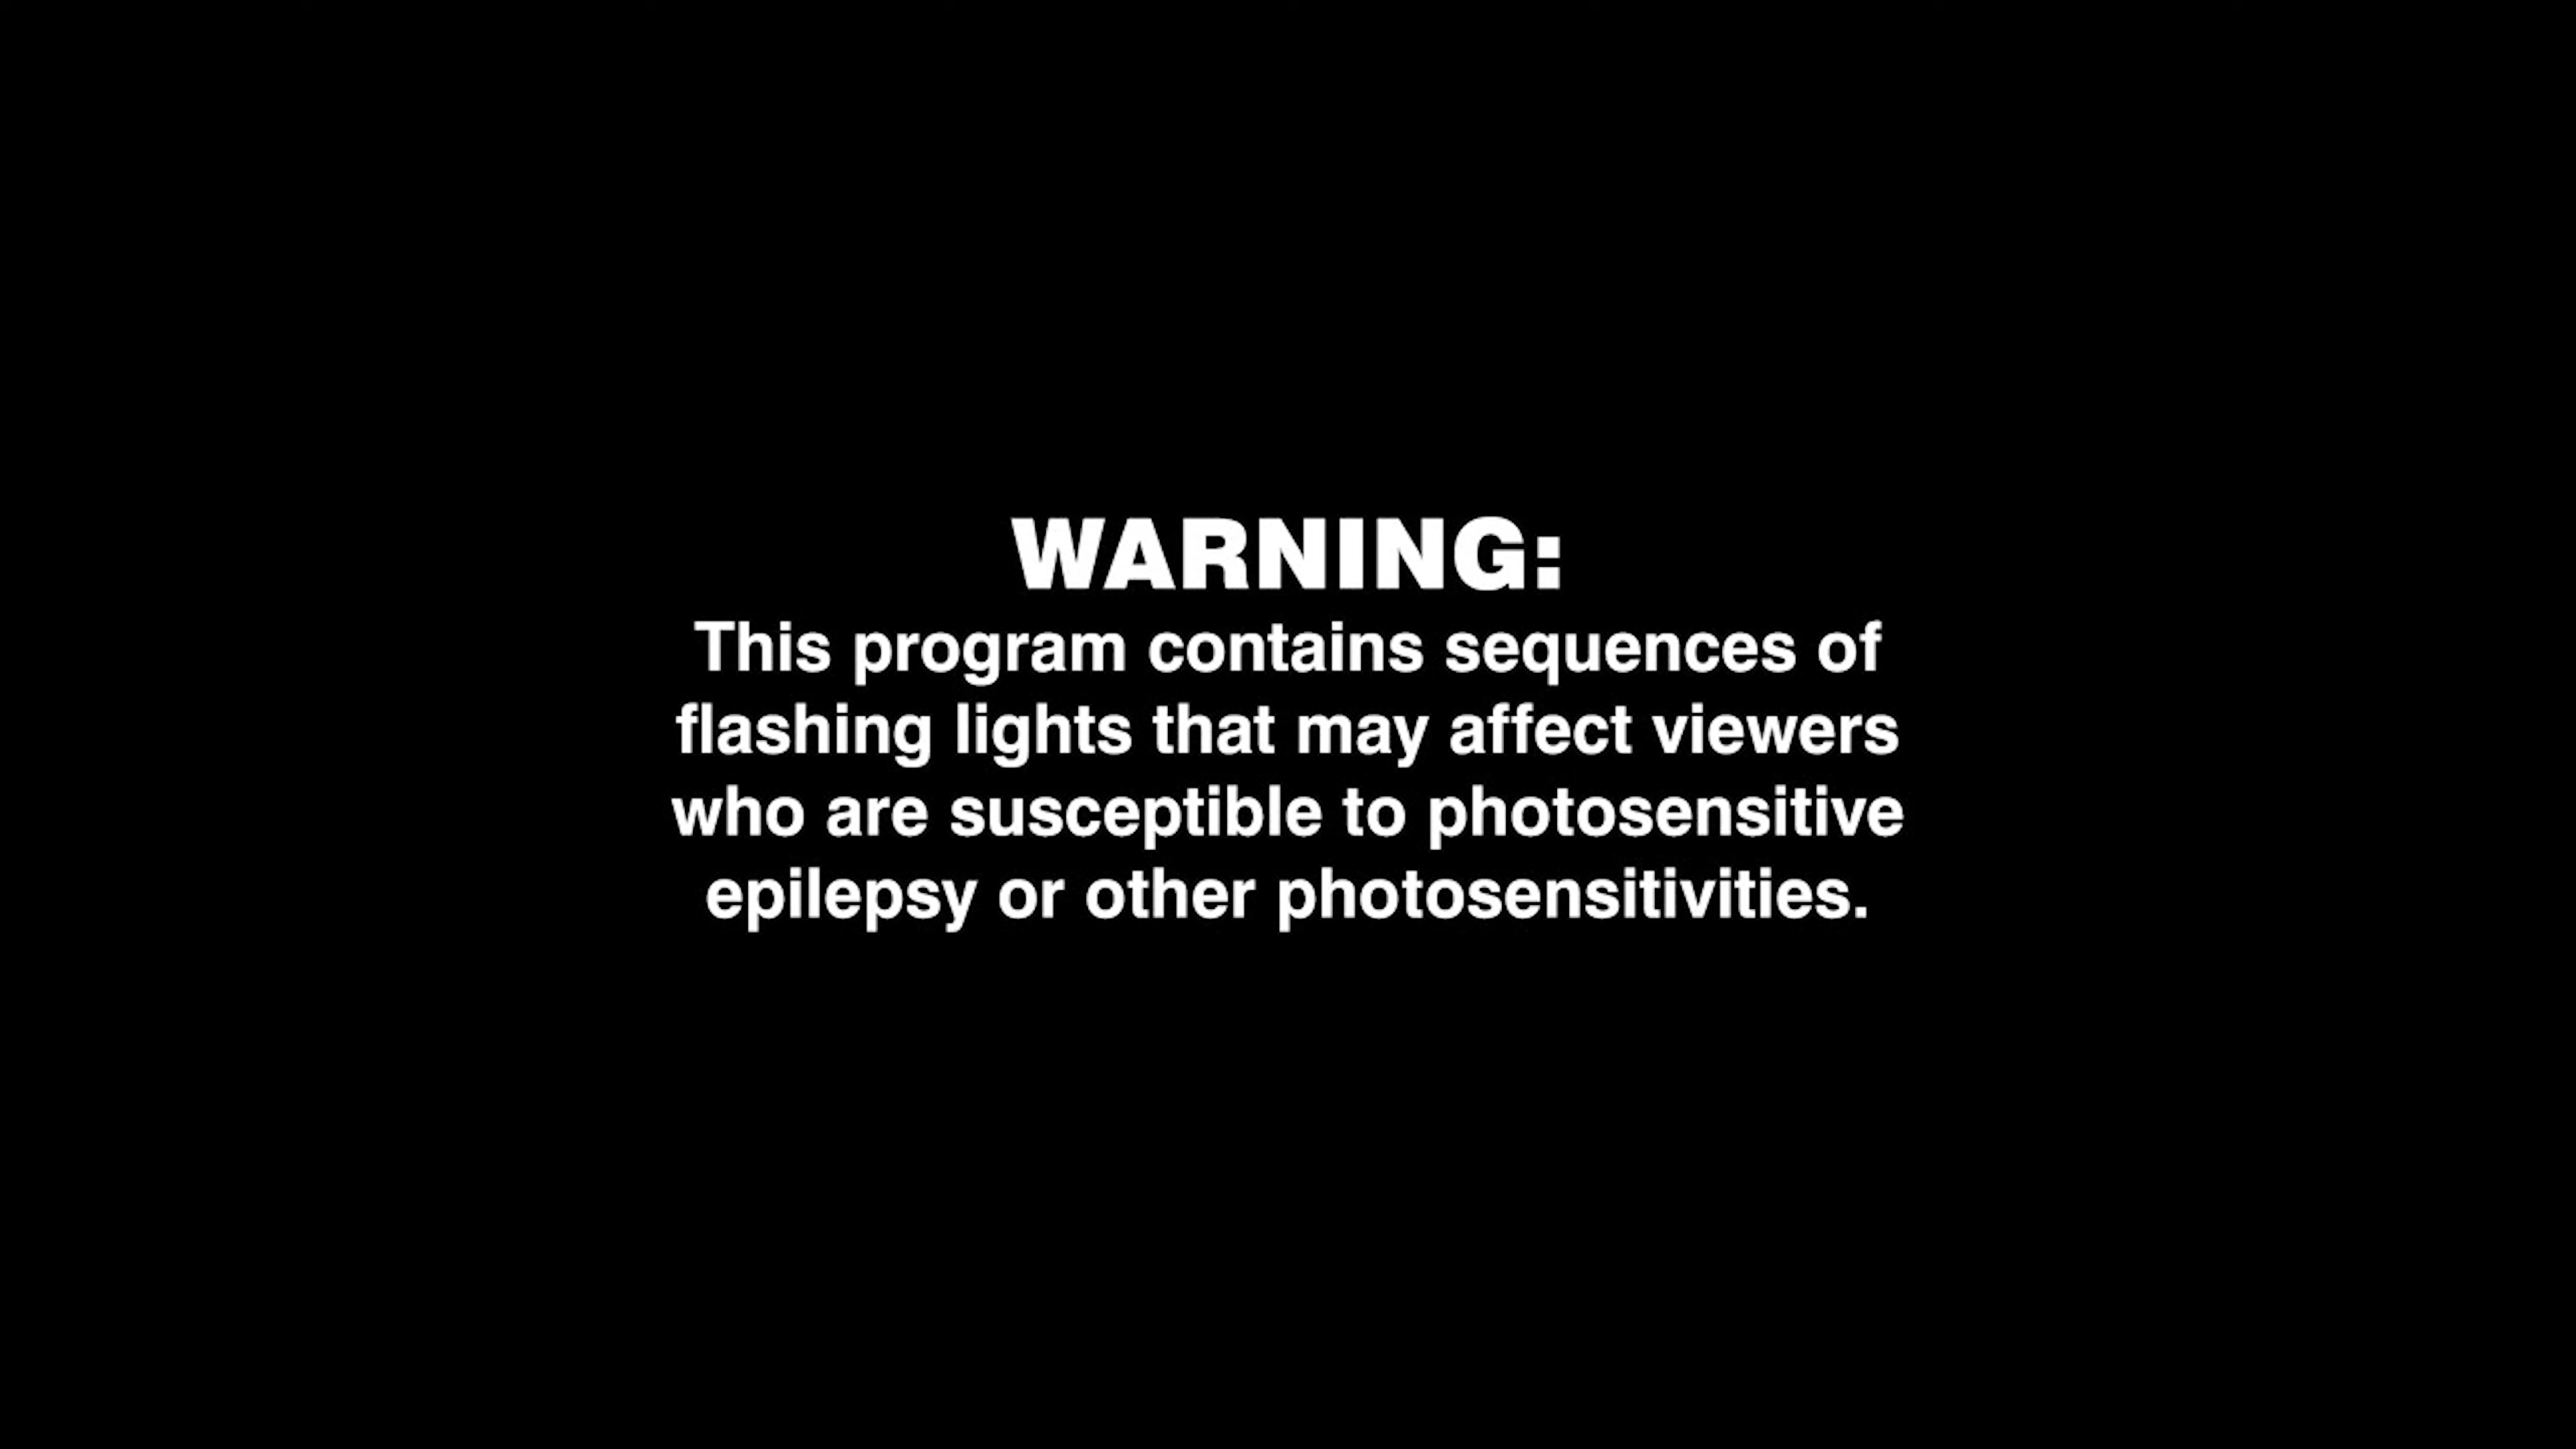 WARNING:
This program contains sequences of
flashing lights that may affect viewers
who are susceptible to photosensitive
epilepsy or other photosensitivities.